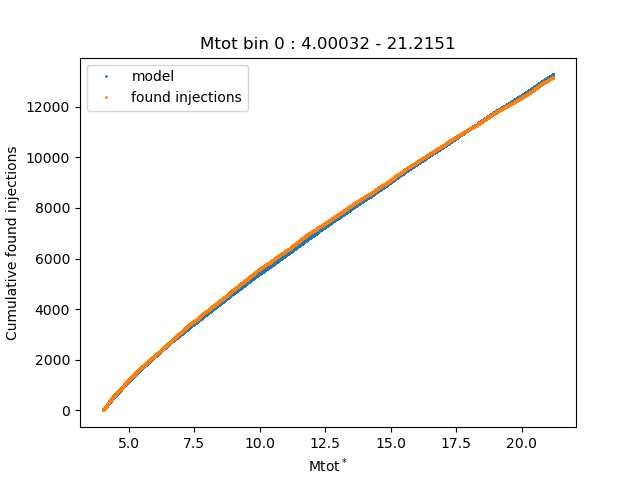 Mtot bin 0 : 4.00032 - 21.2151
model
found injections
Cumulative found injections
12000
10000
8000
6000
4000
2000
0
5.0 7.5 10.0 12.5 15.0 17.5 20.0
Mtot*